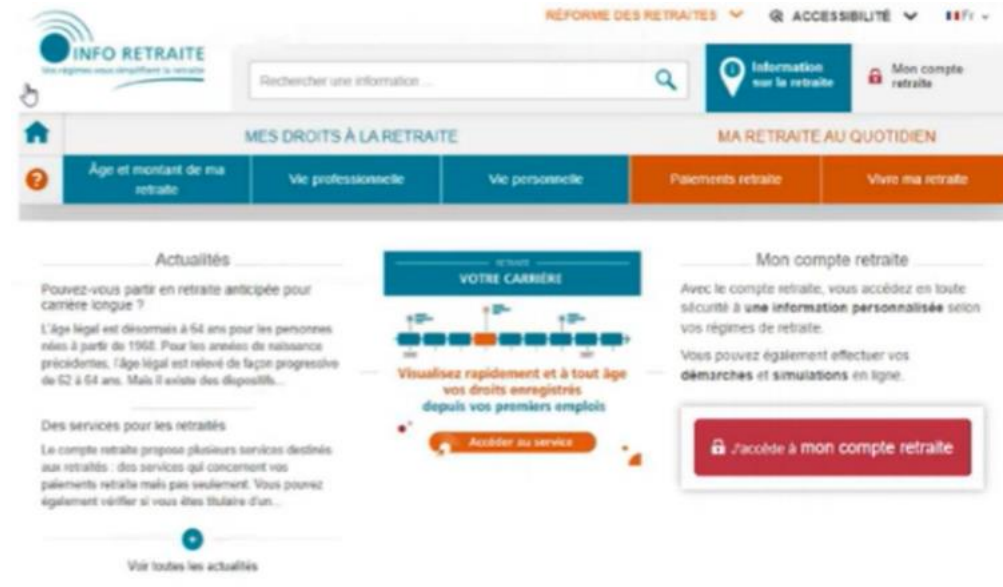 RÉFORME DES RETRAITES
ACCESSIBILITÉ
Fr
INFO RETRAITE
Vos régimes vous simplifient la retraite
Rechercher une information ...
Information
sur la retraite
Mon compte
retraite
MES DROITS À LA RETRAITE
MA RETRAITE AU QUOTIDIEN
?
Âge et montant de ma
retraite
Vie professionnelle
Vie personnelle
Paiements retraite
Vivre ma retraite
Actualités
Pouvez-vous partir en retraite anticipée pour
carrière longue ?
L'âge légal est désormais à 64 ans pour les personnes
nées à partir de 1968. Pour les années de naissance
précédentes, l'âge légal est relevé de façon progressive
de 62 à 64 ans. Mais il existe des dispositifs...
Des services pour les retraités
Le compte retraite propose plusieurs services destinés
aux retraités : des services qui concernent vos
paiements retraite mais pas seulement. Vous pouvez
également vérifier si vous êtes titulaire d'un...
Voir toutes les actualités
RETRAITE
VOTRE CARRIÈRE
Visualisez rapidement et à tout âge
vos droits enregistrés
depuis vos premiers emplois
Accéder au service
Mon compte retraite
Avec le compte retraite, vous accédez en toute
sécurité à une information personnalisée selon
vos régimes de retraite.
Vous pouvez également effectuer vos
démarches et simulations en ligne.
J'accède à mon compte retraite